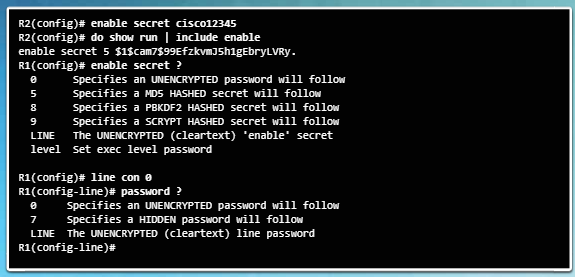 R2(config)# enable secret cisco12345
R2(config)# do show run | include enable
enable secret 5 $1$cam7$99EfzkvmJ5h1gEbryLVRy.
R1(config)# enable secret ?
0 Specifies an UNENCRYPTED password will follow
5 Specifies a MD5 HASHED secret will follow
8 Specifies a PBKDF2 HASHED secret will follow
9 Specifies a SCRYPT HASHED secret will follow
LINE The UNENCRYPTED (cleartext) 'enable' secret
level Set exec level password

R1(config)# line con 0
R1(config-line)# password ?
0 Specifies an UNENCRYPTED password will follow
7 Specifies a HIDDEN password will follow
LINE The UNENCRYPTED (cleartext) line password
R1(config-line)#